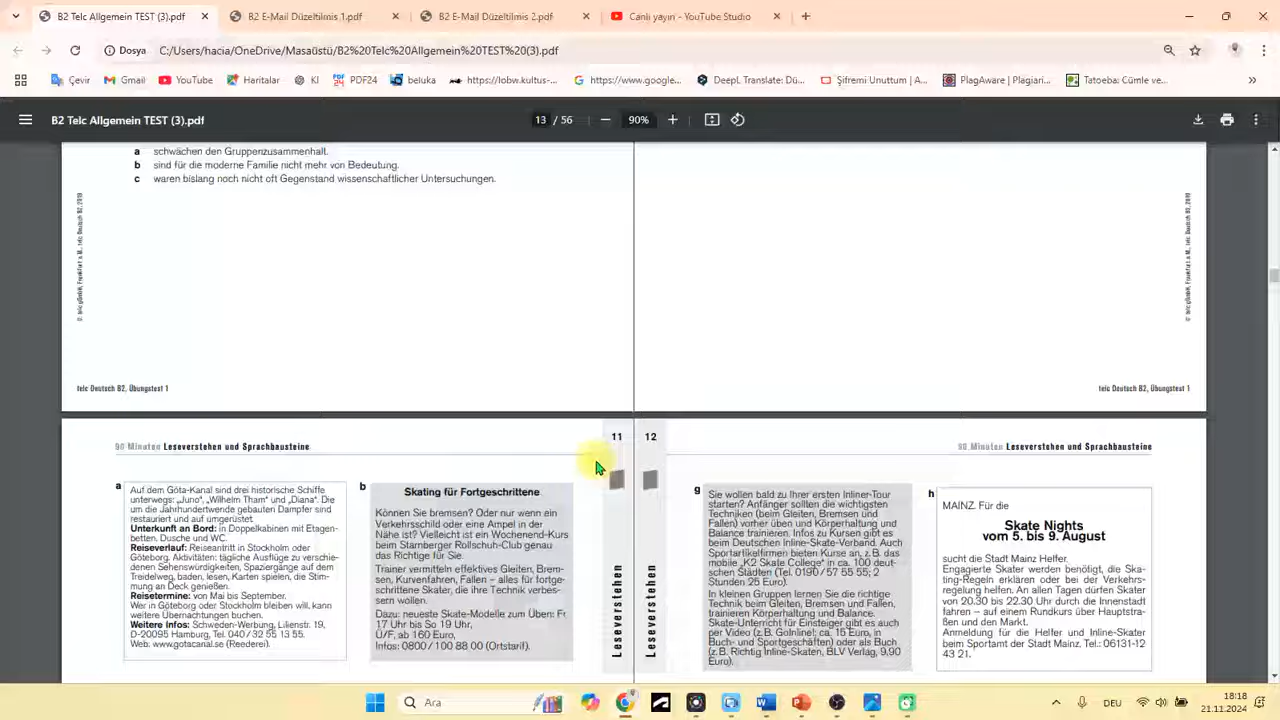 B2 Telc Allgemein TEST (3).pdf
B2 E-Mail Düzeltilmis 1.pdf
B2 E-Mail Düzeltilmis 2.pdf
Canlı yayın - YouTube Studio
Dosya
C:/Users/hacia/OneDrive/Masaüstü/B2%20Telc%20Allgemein%20TEST%20(3).pdf
Çevir
Gmail
YouTube
Haritalar
KI
PDF24
beluka
https://lobw.kultus-...
https://www.google...
DeepL Translate: Dü...
Şifremi Unuttum | A...
PlagAware | Plagiari...
Tatoeba: Cümle ve...
B2 Telc Allgemein TEST (3).pdf
13 / 56
90%
a schwächen den Gruppenzusammenhalt.
b sind für die moderne Familie nicht mehr von Bedeutung.
c waren bislang noch nicht oft Gegenstand wissenschaftlicher Untersuchungen.
telc Deutsch B2, Übungstest 1
telc Deutsch B2, Übungstest 1
90 Minuten Leseverstehen und Sprachbausteine
11
12
90 Minuten Leseverstehen und Sprachbausteine
a
Auf dem Göta-Kanal sind drei historische Schiffe
unterwegs: „Juno“, „Wilhelm Tham“ und „Diana“. Die
um die Jahrhundertwende gebauten Dampfer sind
restauriert und auf umgerüstet.
Unterkunft an Bord: in Doppelkabinen mit Etagen-
betten. Dusche und WC.
Reiseverlauf: Reiseantritt in Stockholm oder
Göteborg. Aktivitäten: tägliche Ausflüge zu verschie-
denen Sehenswürdigkeiten, Spaziergänge auf dem
Treidelweg, baden, lesen, Karten spielen, die Stim-
mung an Deck genießen.
Reisetermine: von Mai bis September.
Wer in Göteborg oder Stockholm bleiben will, kann
weitere Übernachtungen buchen.
Weitere Infos: Schweden-Werbung, Lilienstr. 19,
D-20095 Hamburg, Tel. 040 / 32 55 13 55.
Web: www.gotacanal.se (Reederei).
b
Skating für Fortgeschrittene
Können Sie bremsen? Oder nur wenn ein
Verkehrsschild oder eine Ampel in der
Nähe ist? Vielleicht ist ein Wochenend-Kurs
beim Starnberger Rollschuh-Club genau
das Richtige für Sie.
Trainer vermitteln effektives Gleiten, Brem-
sen, Kurvenfahren, Fallen – alles für fortge-
schrittene Skater, die ihre Technik verbes-
sern wollen.
Dazu: neueste Skate-Modelle zum Üben: Fr
17 Uhr bis So 19 Uhr,
Ü/F, ab 160 Euro,
Infos: 0800 / 100 88 00 (Ortstarif).
Leseverstehen
Leseverstehen
g
Sie wollen bald zu Ihrer ersten Inliner-Tour
starten? Anfänger sollten die wichtigsten
Techniken (beim Gleiten, Bremsen und
Fallen) vorher üben und Körperhaltung und
Balance trainieren. Infos zu Kursen gibt es
beim Deutschen Inline-Skate-Verband. Auch
Sportartikelfirmen bieten Kurse an, z.B. das
mobile „K2 Skate College“ in ca. 100 deut-
schen Städten (Tel. 0190 / 57 55 55; 2
Stunden 25 Euro).
In kleinen Gruppen lernen Sie die richtige
Technik beim Gleiten, Bremsen und Fallen,
trainieren Körperhaltung und Balance.
Skate-Unterricht für Einsteiger gibt es auch
per Video (z.B. GoInline!; ca. 15 Euro, in
Buch- und Sportgeschäften) oder als Buch
(z.B. Richtig Inline-Skaten, BLV Verlag, 9,90
Euro).
h
MAINZ. Für die
Skate Nights
vom 5. bis 9. August
sucht die Stadt Mainz Helfer.
Engagierte Skater werden benötigt, die Ska-
ting-Regeln erklären oder bei der Verkehrs-
regelung helfen. An allen Tagen dürfen Skater
von 20.30 bis 22.30 Uhr durch die Innenstadt
fahren – auf einem Rundkurs über Hauptstra-
ßen und den Markt.
Anmeldung für die Helfer und Inline-Skater
beim Sportamt der Stadt Mainz, Tel.: 06131-12
43 21.
Ara
DEU
18:18
21.11.2024